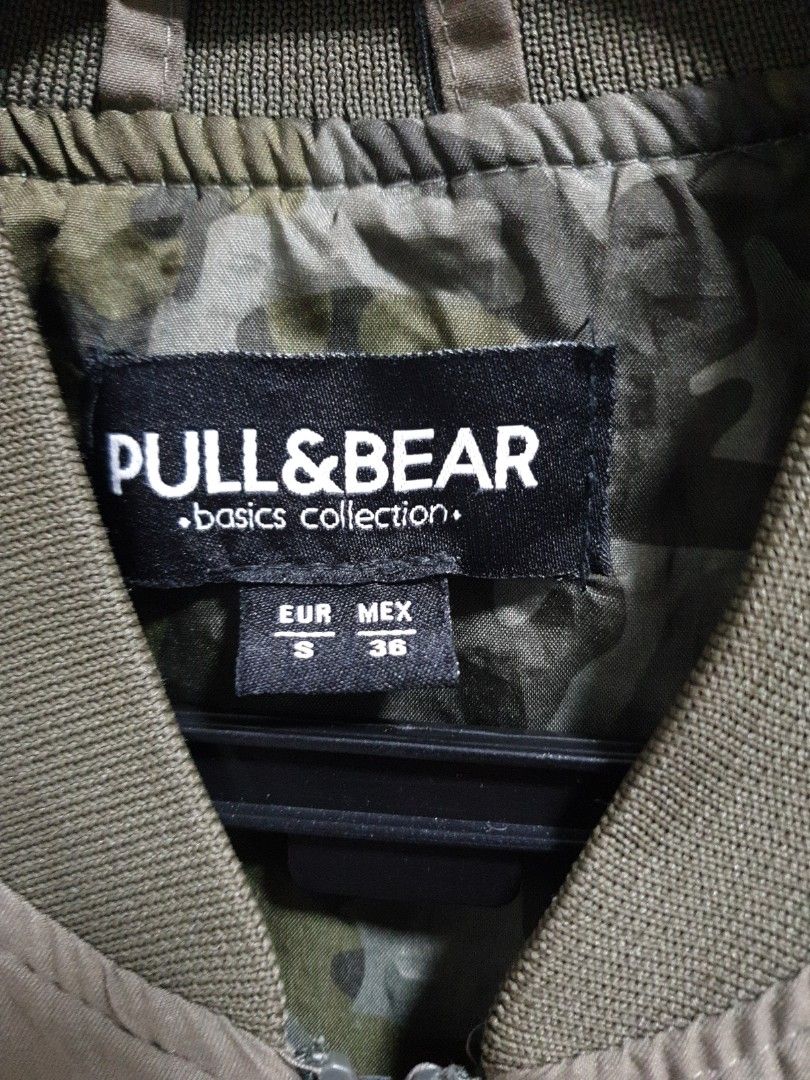 PULL&BEAR
•basics collection•
EUR MEX
S 36